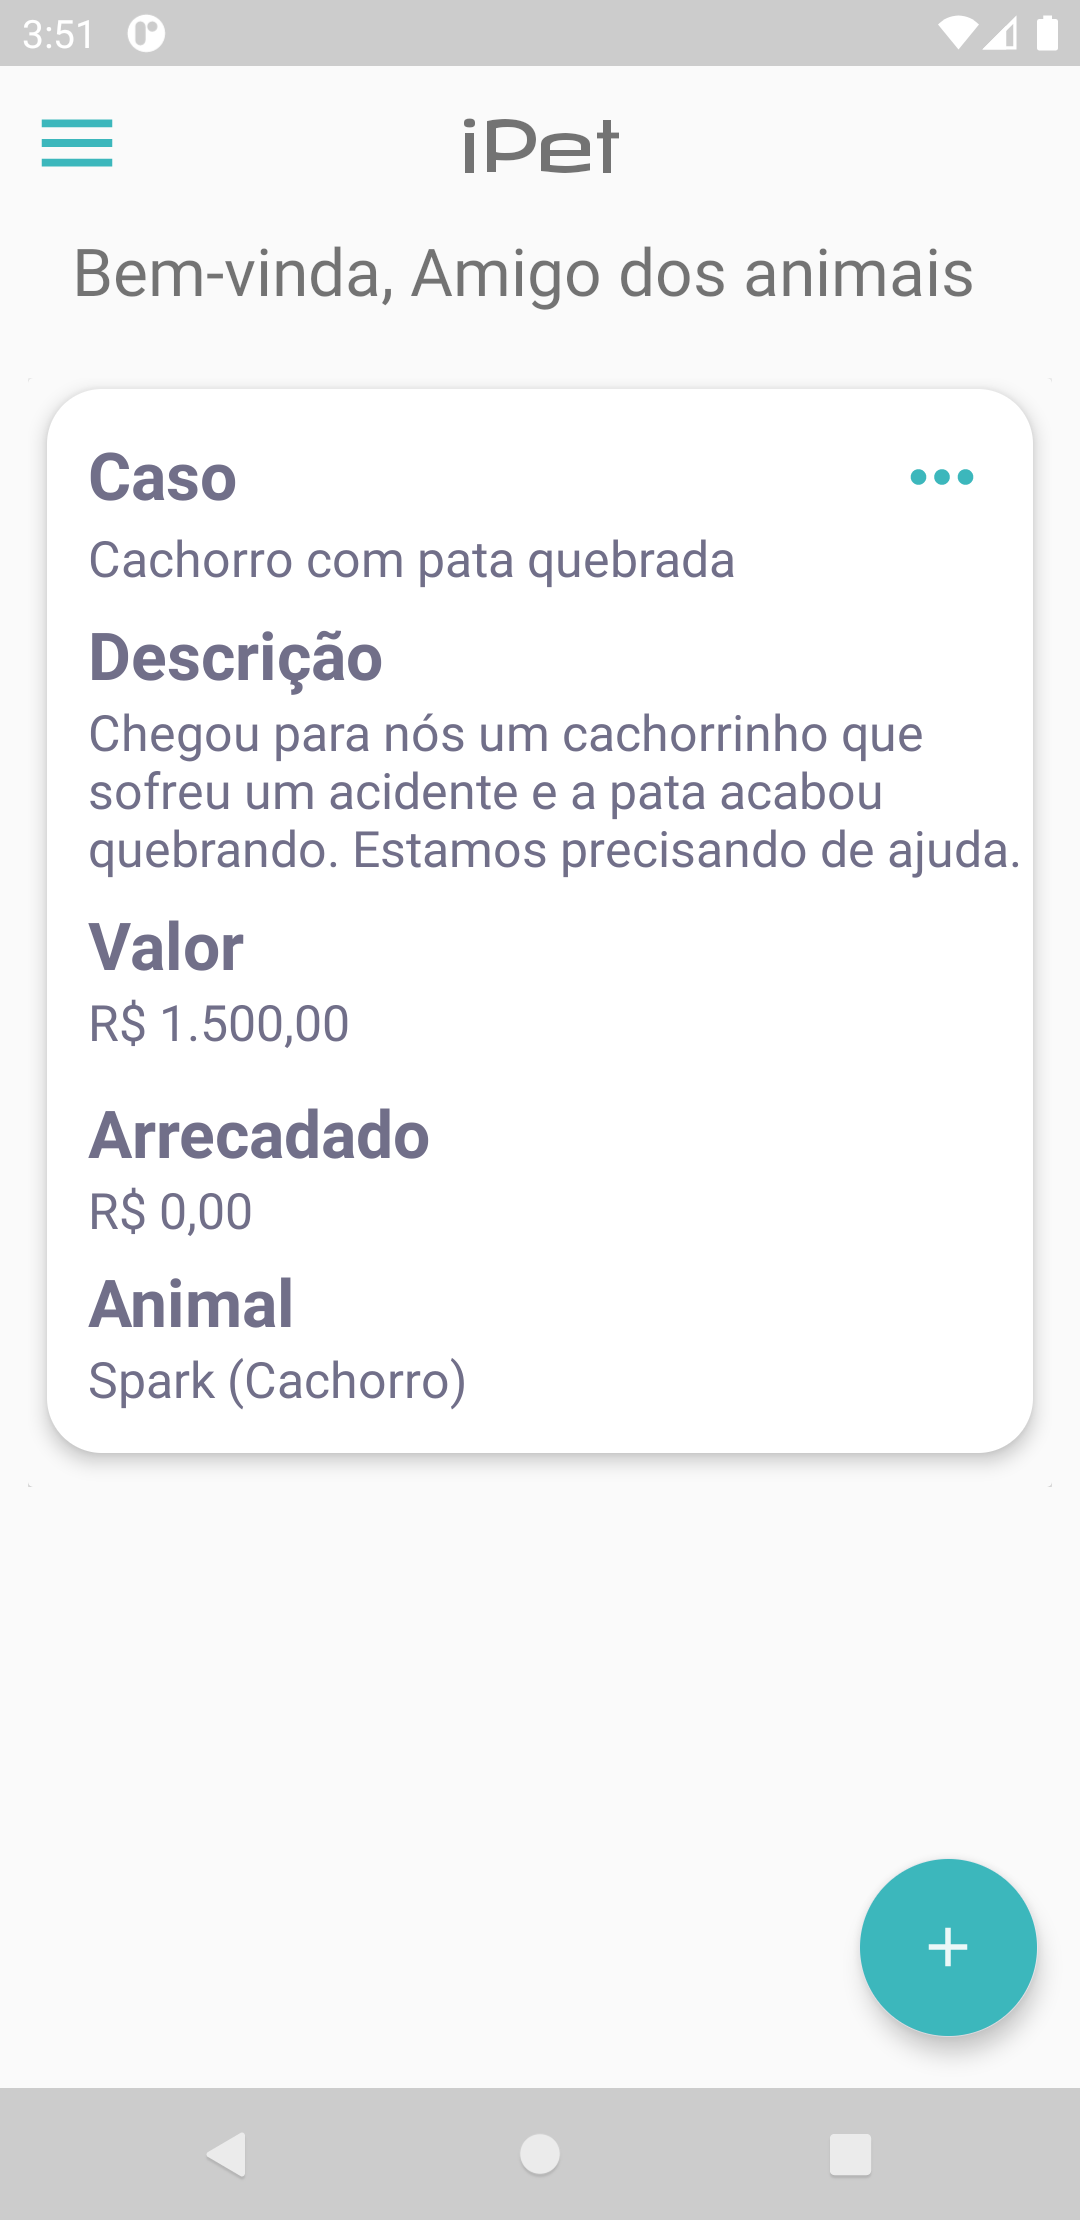 3:51
iPet
Bem-vinda, Amigo dos animais
Caso
Cachorro com pata quebrada
Descrição
Chegou para nós um cachorrinho que
sofreu um acidente e a pata acabou
quebrando. Estamos precisando de ajuda.
Valor
R$ 1.500,00
Arrecadado
R$ 0,00
Animal
Spark (Cachorro)